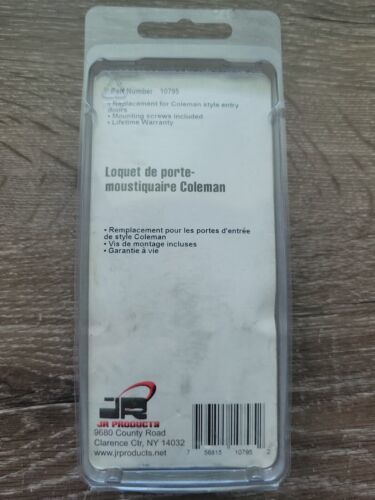 Part Number 10795
• Replacement for Coleman style entry
doors
• Mounting screws included
• Lifetime Warranty
Loquet de porte-
moustiquaire Coleman
• Remplacement pour les portes d'entrée
de style Coleman
• Vis de montage incluses
• Garantie à vie
JR
JR PRODUCTS
9680 County Road
Clarence Ctr, NY 14032
www.jrproducts.net
7 56815 10795 2